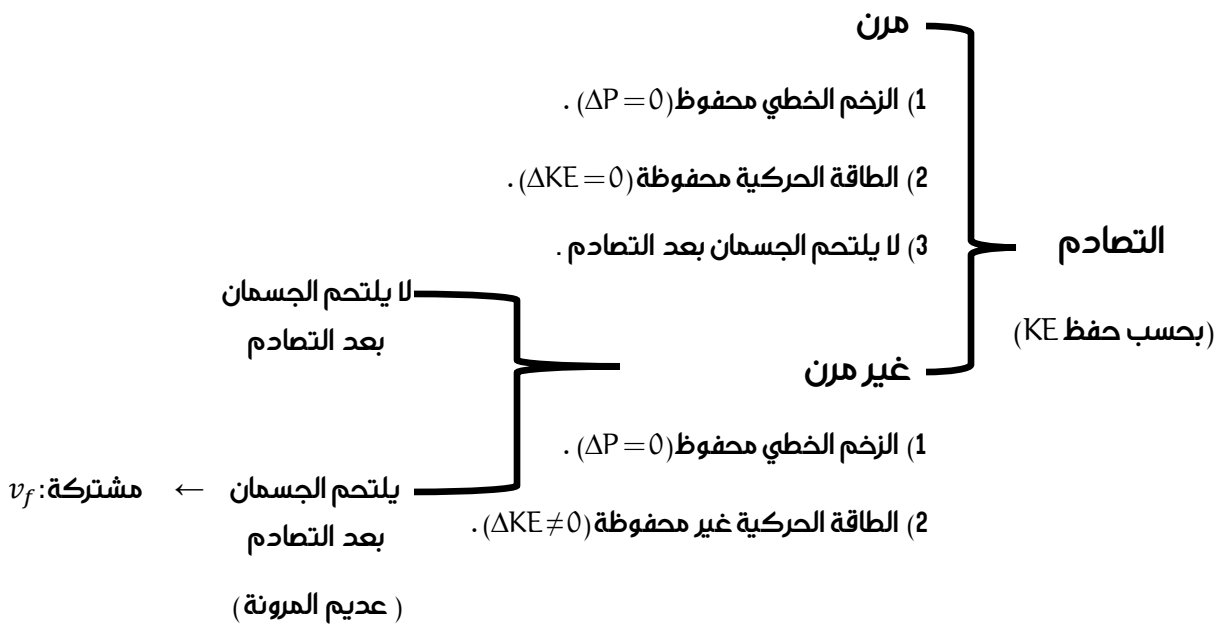 التصادم
(بحسب حفظ KE)
مرن
1) الزخم الخطي محفوظ (ΔP = 0) .
2) الطاقة الحركية محفوظة (ΔKE = 0) .
3) لا يلتحم الجسمان بعد التصادم .
غير مرن
1) الزخم الخطي محفوظ (ΔP = 0) .
2) الطاقة الحركية غير محفوظة (ΔKE ≠ 0) .
لا يلتحم الجسمان
بعد التصادم
يلتحم الجسمان ← مشتركة: v_f
بعد التصادم
( عديم المرونة )